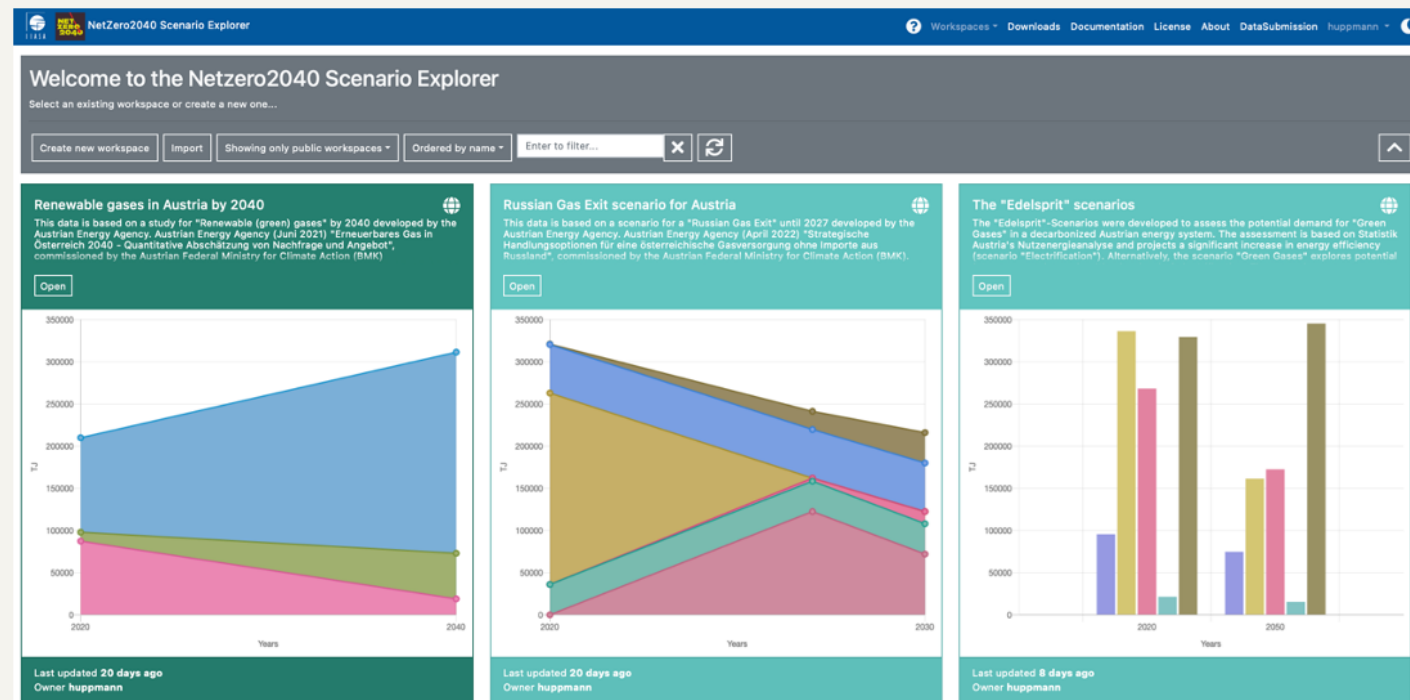 IIASA
NET
ZERO
2040
NetZero2040 Scenario Explorer
?
Workspaces
Downloads
Documentation
License
About
DataSubmission
huppmann
Welcome to the Netzero2040 Scenario Explorer
Select an existing workspace or create a new one...
Create new workspace
Import
Showing only public workspaces
Ordered by name
Enter to filter...
Renewable gases in Austria by 2040
This data is based on a study for "Renewable (green) gases" by 2040 developed by the
Austrian Energy Agency. Austrian Energy Agency (Juni 2021) "Erneuerbares Gas in
Österreich 2040 - Quantitative Abschätzung von Nachfrage und Angebot",
commissioned by the Austrian Federal Ministry for Climate Action (BMK)
Open
350000
300000
250000
200000
150000
100000
50000
0
TJ
2020
2040
Years
Last updated 20 days ago
Owner huppmann
Russian Gas Exit scenario for Austria
This data is based on a scenario for a "Russian Gas Exit" until 2027 developed by the
Austrian Energy Agency. Austrian Energy Agency (April 2022) "Strategische
Handlungsoptionen für eine österreichische Gasversorgung ohne Importe aus
Russland", commissioned by the Austrian Federal Ministry for Climate Action (BMK).
Open
350000
300000
250000
200000
150000
100000
50000
0
TJ
2020
2030
Years
Last updated 20 days ago
Owner huppmann
The "Edelsprit" scenarios
The "Edelsprit"-Scenarios were developed to assess the potential demand for "Green
Gases" in a decarbonized Austrian energy system. The assessment is based on Statistik
Austria's Nutzenergieanalyse and projects a significant increase in energy efficiency
(scenario "Electrification"). Alternatively, the scenario "Green Gases" explores potential
Open
350000
300000
250000
200000
150000
100000
50000
0
TJ
2020
2050
Years
Last updated 8 days ago
Owner huppmann